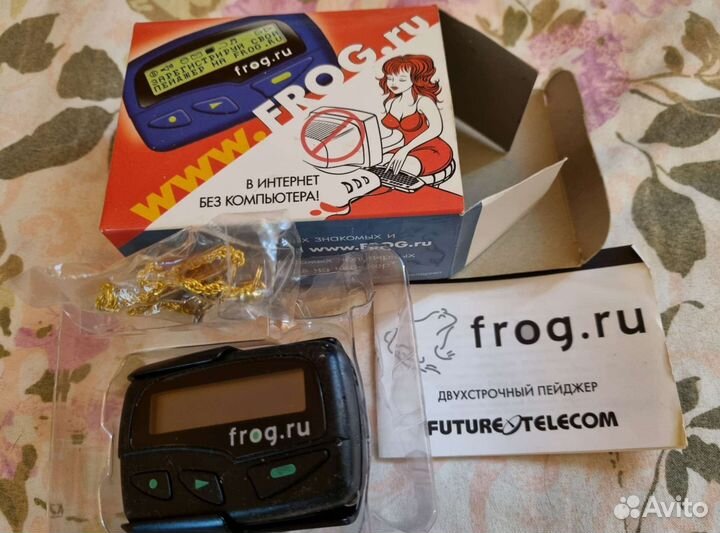 ЗАРЕГИСТРИРУЙ СВОЙ
ПЕЙДЖЕР НА FROG.RU
frog.ru
www.FROG.ru
В ИНТЕРНЕТ
БЕЗ КОМПЬЮТЕРА!
знакомых и
www.FROG.ru
frog.ru
ДВУХСТРОЧНЫЙ ПЕЙДЖЕР
FUTURE TELECOM
frog.ru
Avito